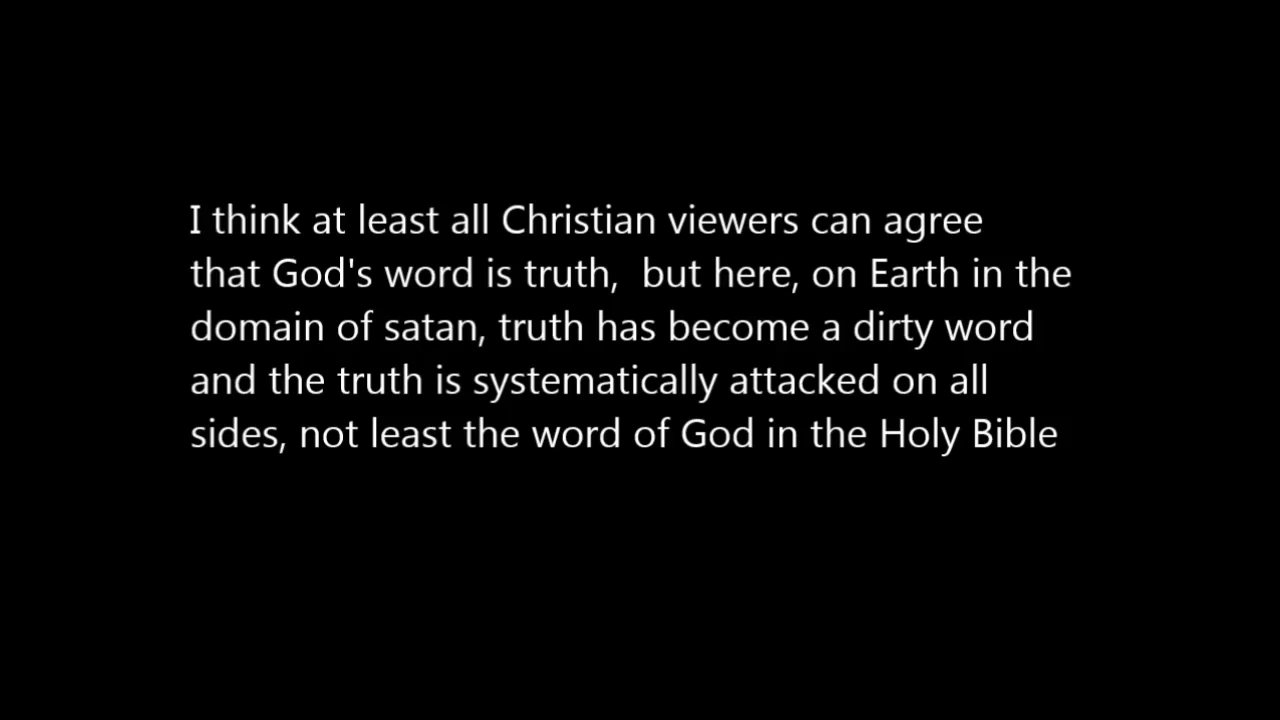 I think at least all Christian viewers can agree
that God's word is truth,  but here, on Earth in the
domain of satan, truth has become a dirty word
and the truth is systematically attacked on all
sides, not least the word of God in the Holy Bible